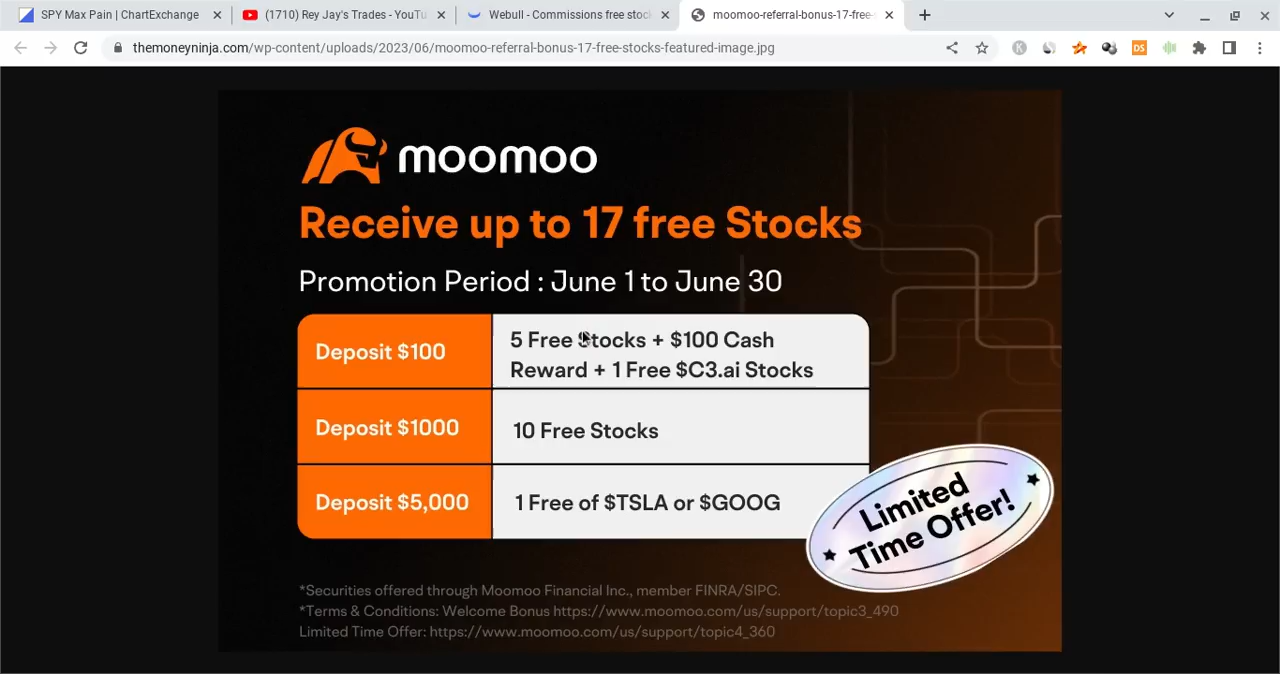 SPY Max Pain | ChartExchange
(1710) Rey Jay's Trades - YouTu
Webull - Commissions free stoc
moomoo-referral-bonus-17-free-s
themoneyninja.com/wp-content/uploads/2023/06/moomoo-referral-bonus-17-free-stocks-featured-image.jpg
K
DS
moomoo
Receive up to 17 free Stocks
Promotion Period : June 1 to June 30
Deposit $100
5 Free Stocks + $100 Cash
Reward + 1 Free $C3.ai Stocks
Deposit $1000
10 Free Stocks
Deposit $5,000
1 Free of $TSLA or $GOOG
Limited
Time Offer!
*Securities offered through Moomoo Financial Inc., member FINRA/SIPC.
*Terms & Conditions: Welcome Bonus https://www.moomoo.com/us/support/topic3_490
Limited Time Offer: https://www.moomoo.com/us/support/topic4_360